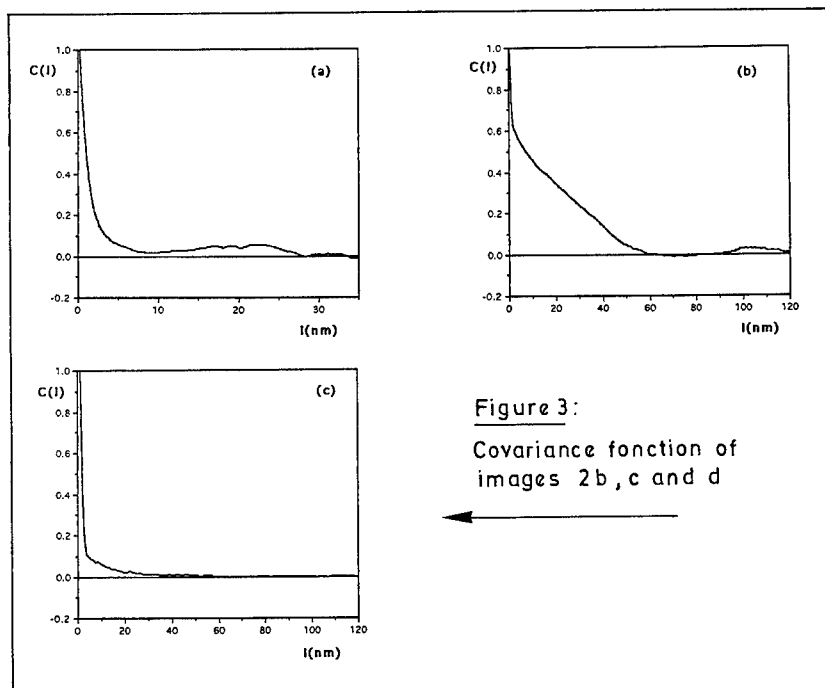 1.0
C(l)
(a)
0.8
0.6
0.4
0.2
0.0
-0.2
0 10 20 30
l(nm)
1.0
C(l)
(b)
0.8
0.6
0.4
0.2
0.0
-0.2
0 20 40 60 80 100 120
l(nm)
1.0
C(l)
(c)
0.8
0.6
0.4
0.2
0.0
-0.2
0 20 40 60 80 100 120
l(nm)
Figure 3:
Covariance fonction of
images 2b, c and d